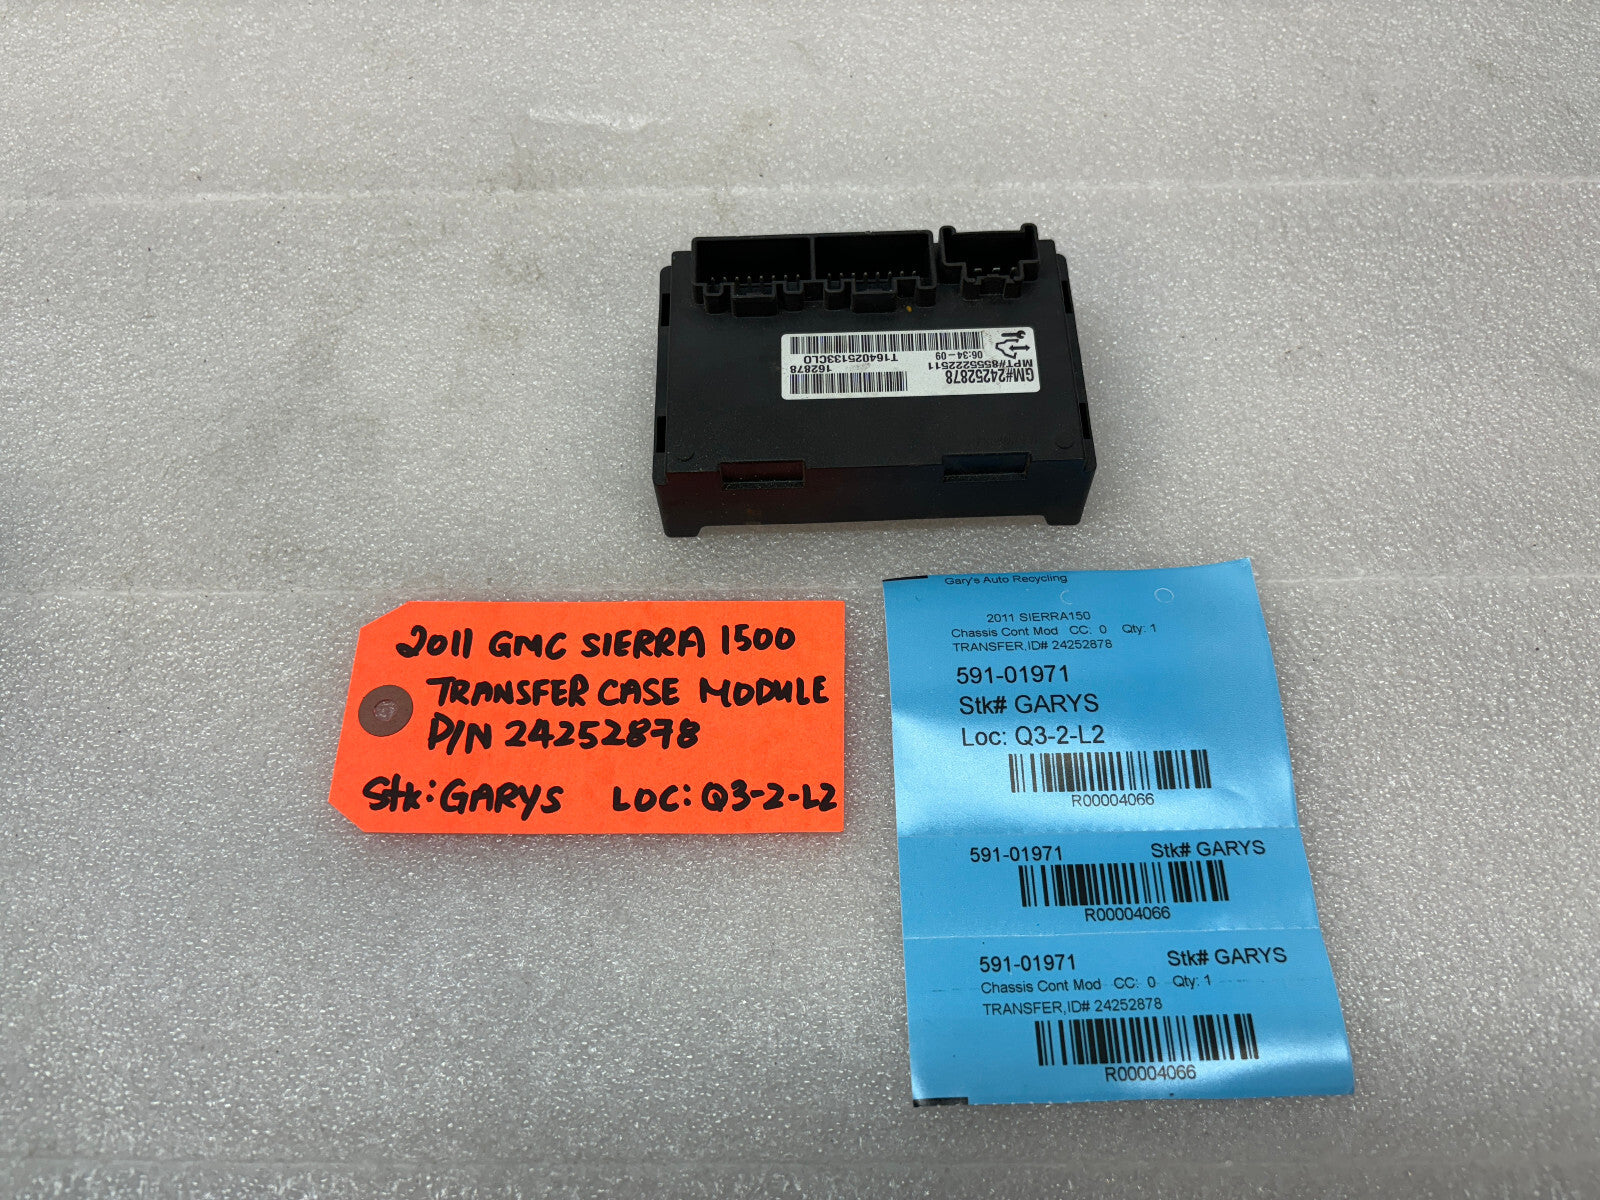 GM#24252878
MPT#8555222511
06:34-09
162878
T164025133CLO
2011 GMC SIERRA 1500
TRANSFER CASE MODULE
P/N 24252878
Stk: GARYS LOC: Q3-2-L2
Gary's Auto Recycling
2011 SIERRA150
Chassis Cont Mod CC: 0 Qty: 1
TRANSFER,ID# 24252878
591-01971
Stk# GARYS
Loc: Q3-2-L2
R00004066
591-01971 Stk# GARYS
R00004066
591-01971 Stk# GARYS
Chassis Cont Mod CC: 0 Qty: 1
TRANSFER,ID# 24252878
R00004066